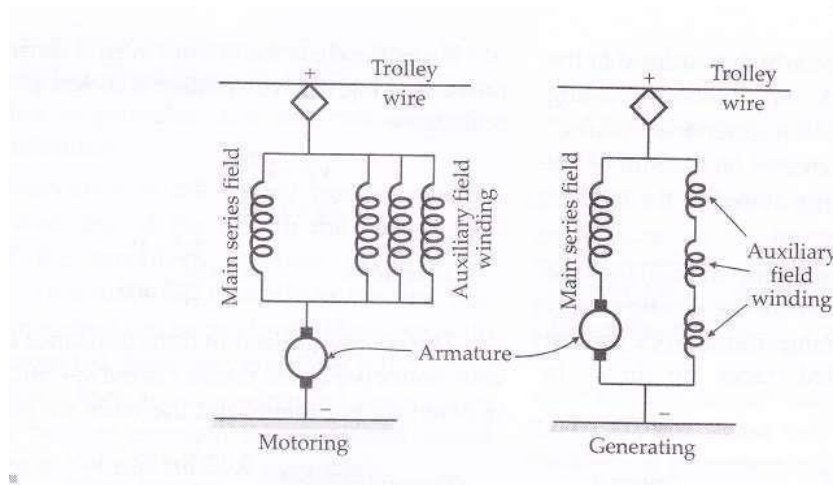 +
Trolley
wire
Main series field
Auxiliary field
winding
Armature
−
Motoring
+
Trolley
wire
Main series field
Auxiliary
field
winding
−
Generating